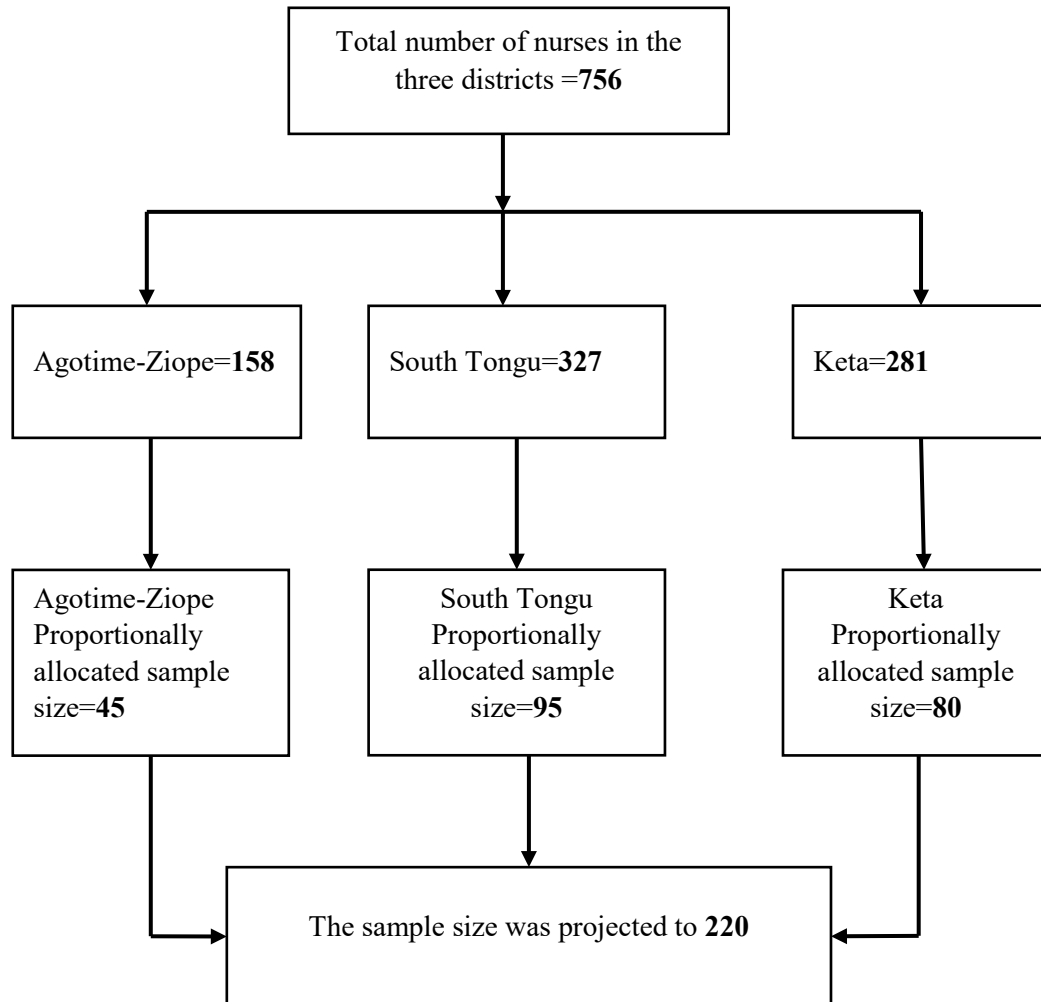 Total number of nurses in the
three districts =756
Agotime-Ziope=158
South Tongu=327
Keta=281
Agotime-Ziope
Proportionally
allocated sample
size=45
South Tongu
Proportionally
allocated sample
size=95
Keta
Proportionally
allocated sample
size=80
The sample size was projected to 220